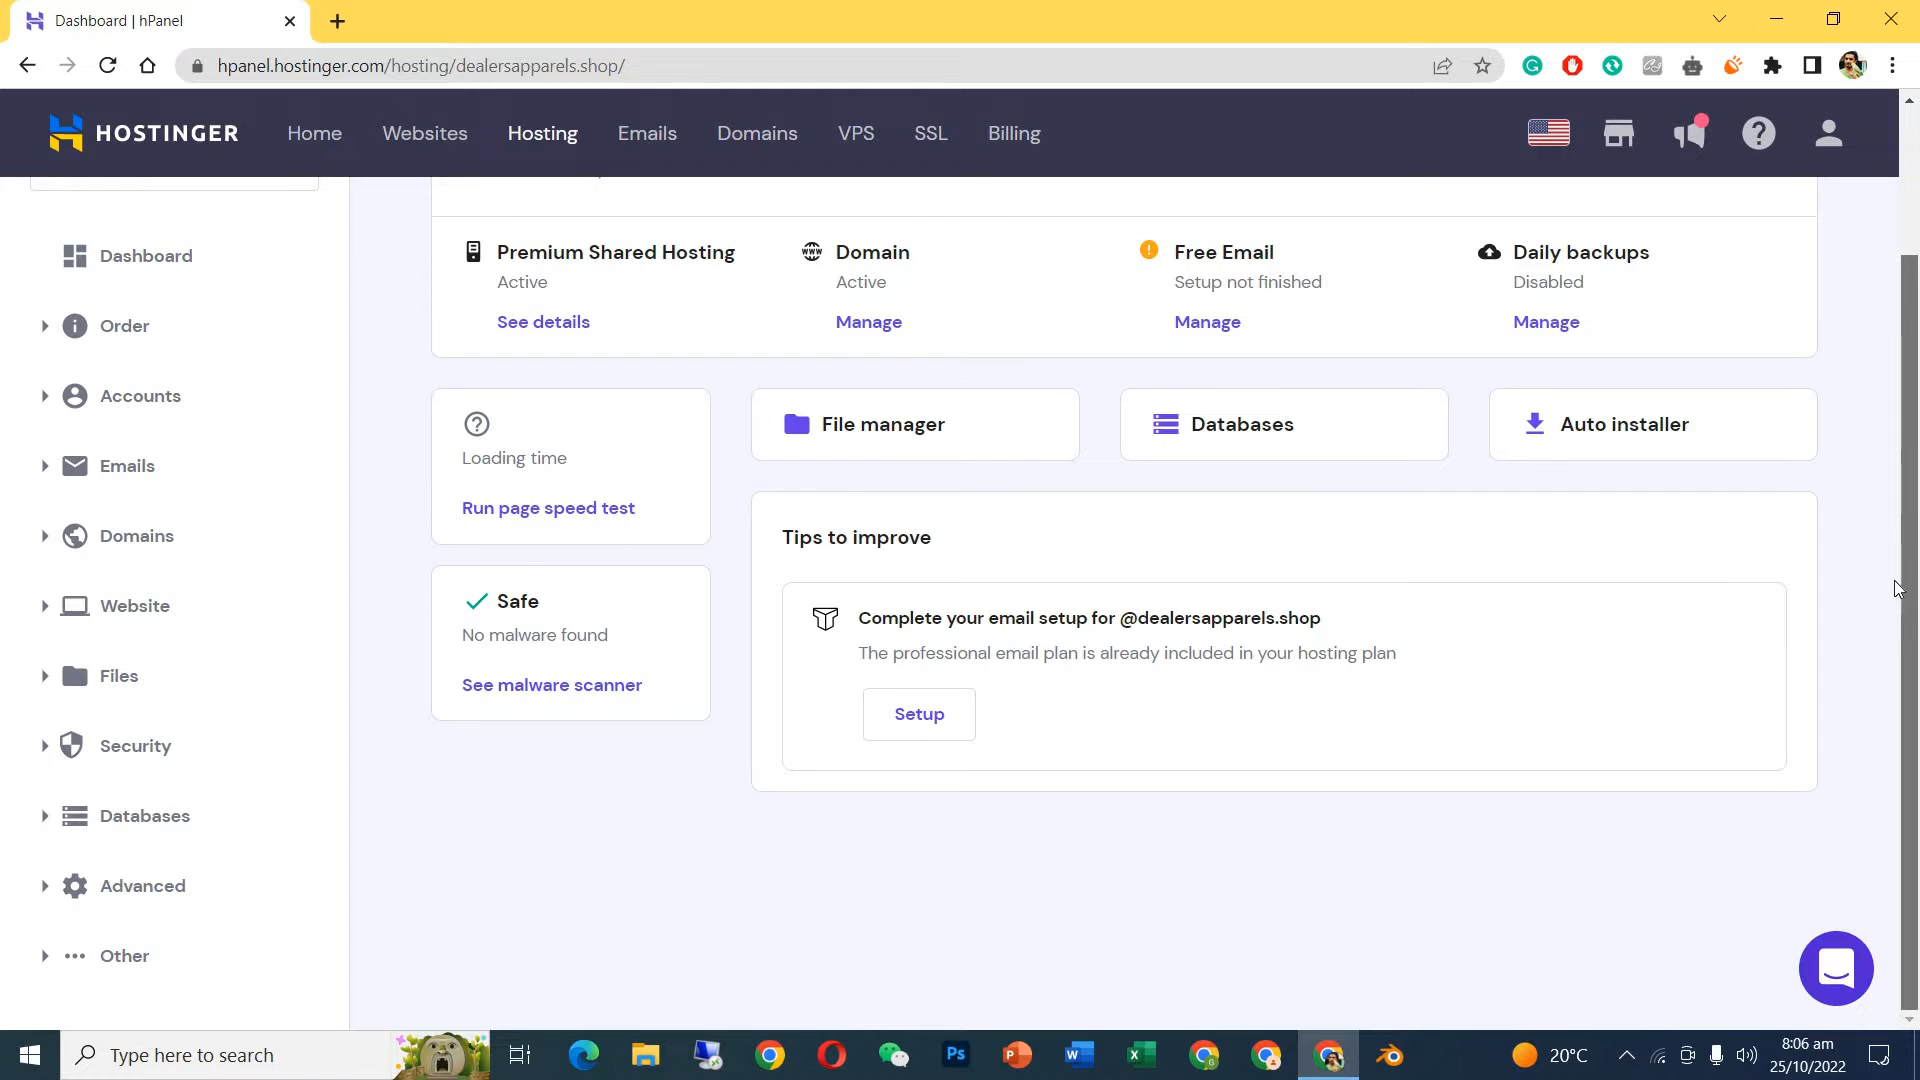 Dashboard | hPanel
hpanel.hostinger.com/hosting/dealersapparels.shop/
HOSTINGER
Home
Websites
Hosting
Emails
Domains
VPS
SSL
Billing
Dashboard
Order
Accounts
Emails
Domains
Website
Files
Security
Databases
Advanced
Other
Premium Shared Hosting
Active
See details
Domain
Active
Manage
Free Email
Setup not finished
Manage
Daily backups
Disabled
Manage
Loading time
Run page speed test
File manager
Databases
Auto installer
Safe
No malware found
See malware scanner
Tips to improve
Complete your email setup for @dealersapparels.shop
The professional email plan is already included in your hosting plan
Setup
Type here to search
20°C
8:06 am
25/10/2022